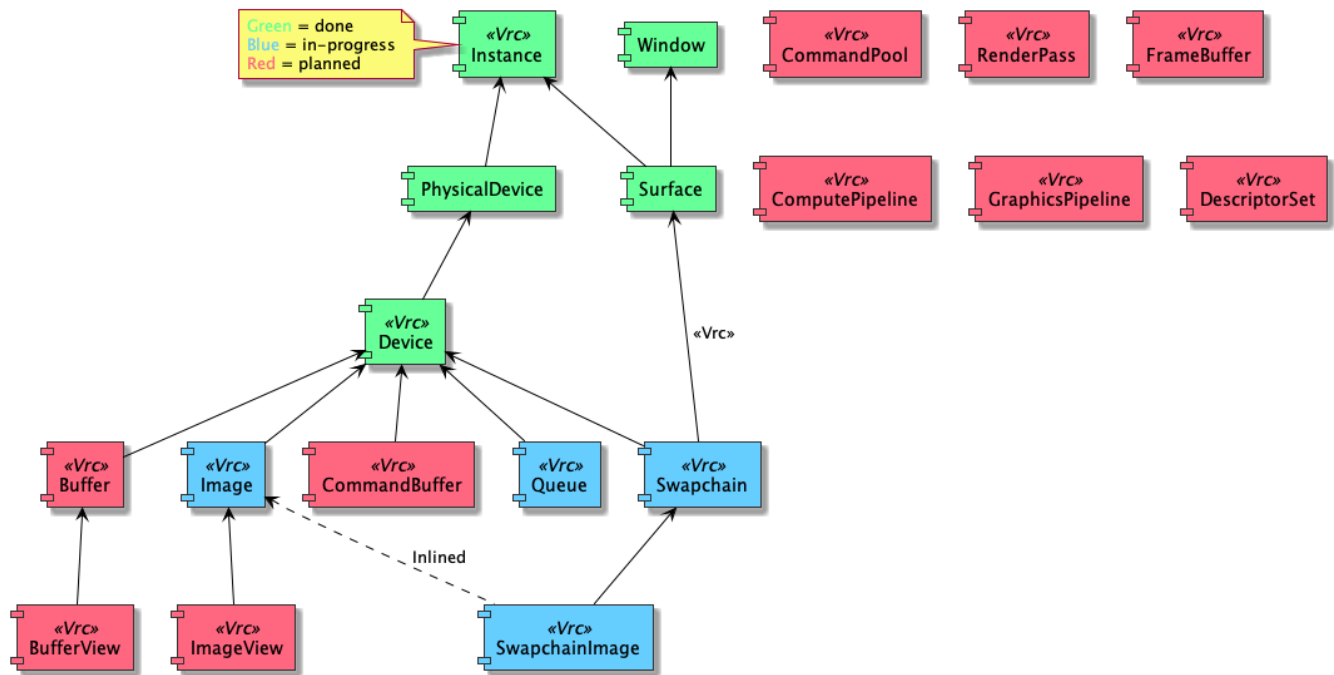 Green = done
Blue = in-progress
Red = planned
«Vrc»
Instance
Window
«Vrc»
CommandPool
«Vrc»
RenderPass
«Vrc»
FrameBuffer
PhysicalDevice
Surface
«Vrc»
ComputePipeline
«Vrc»
GraphicsPipeline
«Vrc»
DescriptorSet
«Vrc»
Device
«Vrc»
«Vrc»
Buffer
«Vrc»
Image
«Vrc»
CommandBuffer
«Vrc»
Queue
«Vrc»
Swapchain
Inlined
«Vrc»
BufferView
«Vrc»
ImageView
«Vrc»
SwapchainImage